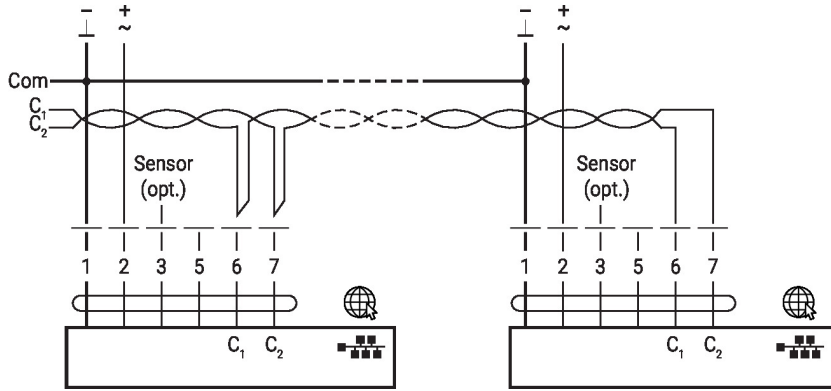 − + − +
⊥ ~ ⊥ ~
Com
C₁
C₂
Sensor Sensor
(opt.) (opt.)
1 2 3 5 6 7 1 2 3 5 6 7
C₁ C₂ C₁ C₂